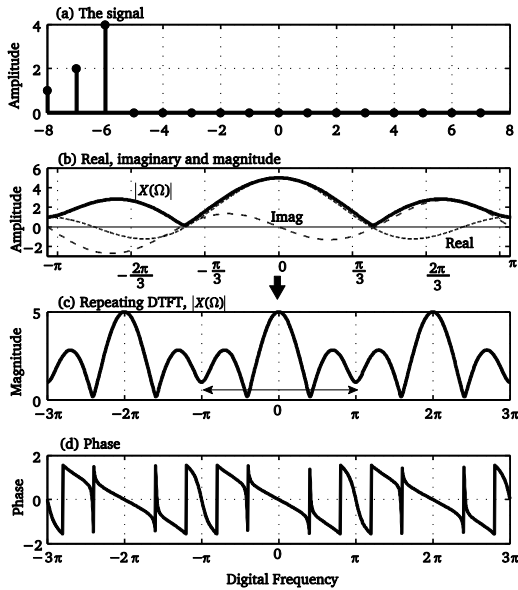 (a) The signal
Amplitude
4
2
0
−8 −6 −4 −2 0 2 4 6 8
(b) Real, imaginary and magnitude
Amplitude
6
4
2
0
−2
|X(Ω)|
Imag
Real
−π −2π/3 −π/3 0 π/3 2π/3 π
(c) Repeating DTFT, |X(Ω)|
Magnitude
5
0
−3π −2π −π 0 π 2π 3π
(d) Phase
Phase
2
0
−2
−3π −2π −π 0 π 2π 3π
Digital Frequency